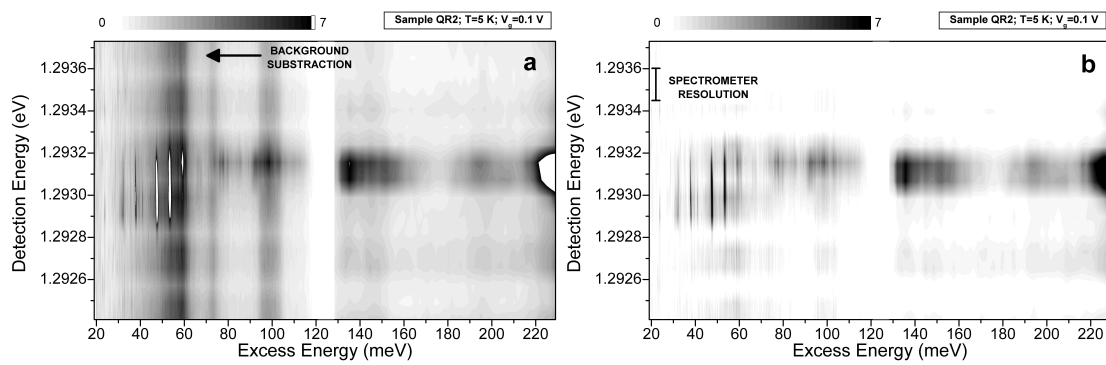 0 7
Sample QR2; T=5 K; Vg=0.1 V
BACKGROUND
SUBSTRACTION
a
1.2936
1.2934
1.2932
1.2930
1.2928
1.2926
Detection Energy (eV)
20 40 60 80 100 120 140 160 180 200 220
Excess Energy (meV)
0 7
Sample QR2; T=5 K; Vg=0.1 V
SPECTROMETER
RESOLUTION
b
1.2936
1.2934
1.2932
1.2930
1.2928
1.2926
Detection Energy (eV)
20 40 60 80 100 120 140 160 180 200 220
Excess Energy (meV)